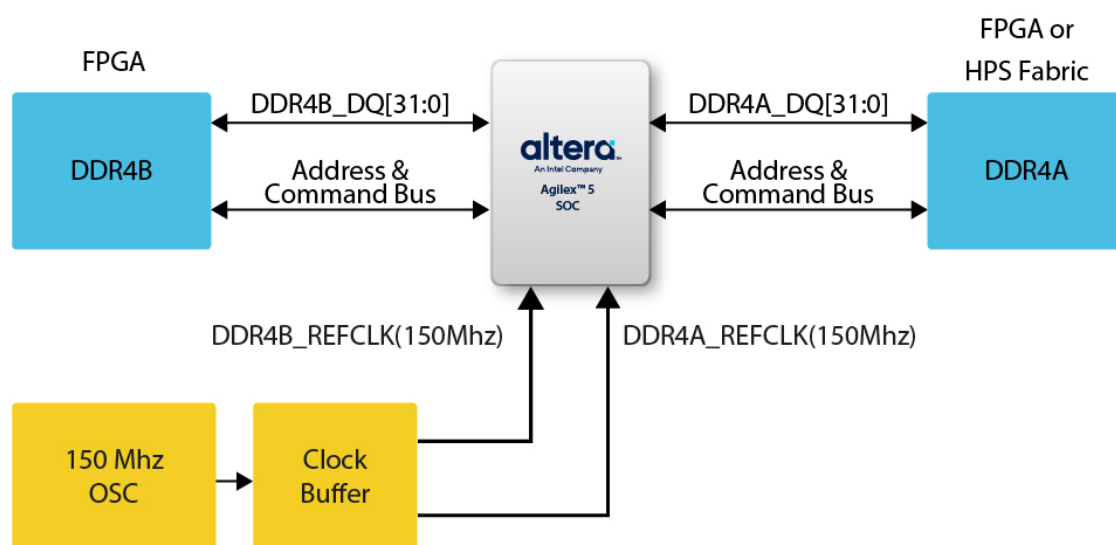 FPGA
DDR4B
DDR4B_DQ[31:0]
Address &
Command Bus
altera.
An Intel Company
Agilex™ 5
SOC
DDR4A_DQ[31:0]
Address &
Command Bus
FPGA or
HPS Fabric
DDR4A
DDR4B_REFCLK(150Mhz)
DDR4A_REFCLK(150Mhz)
150 Mhz
OSC
Clock
Buffer